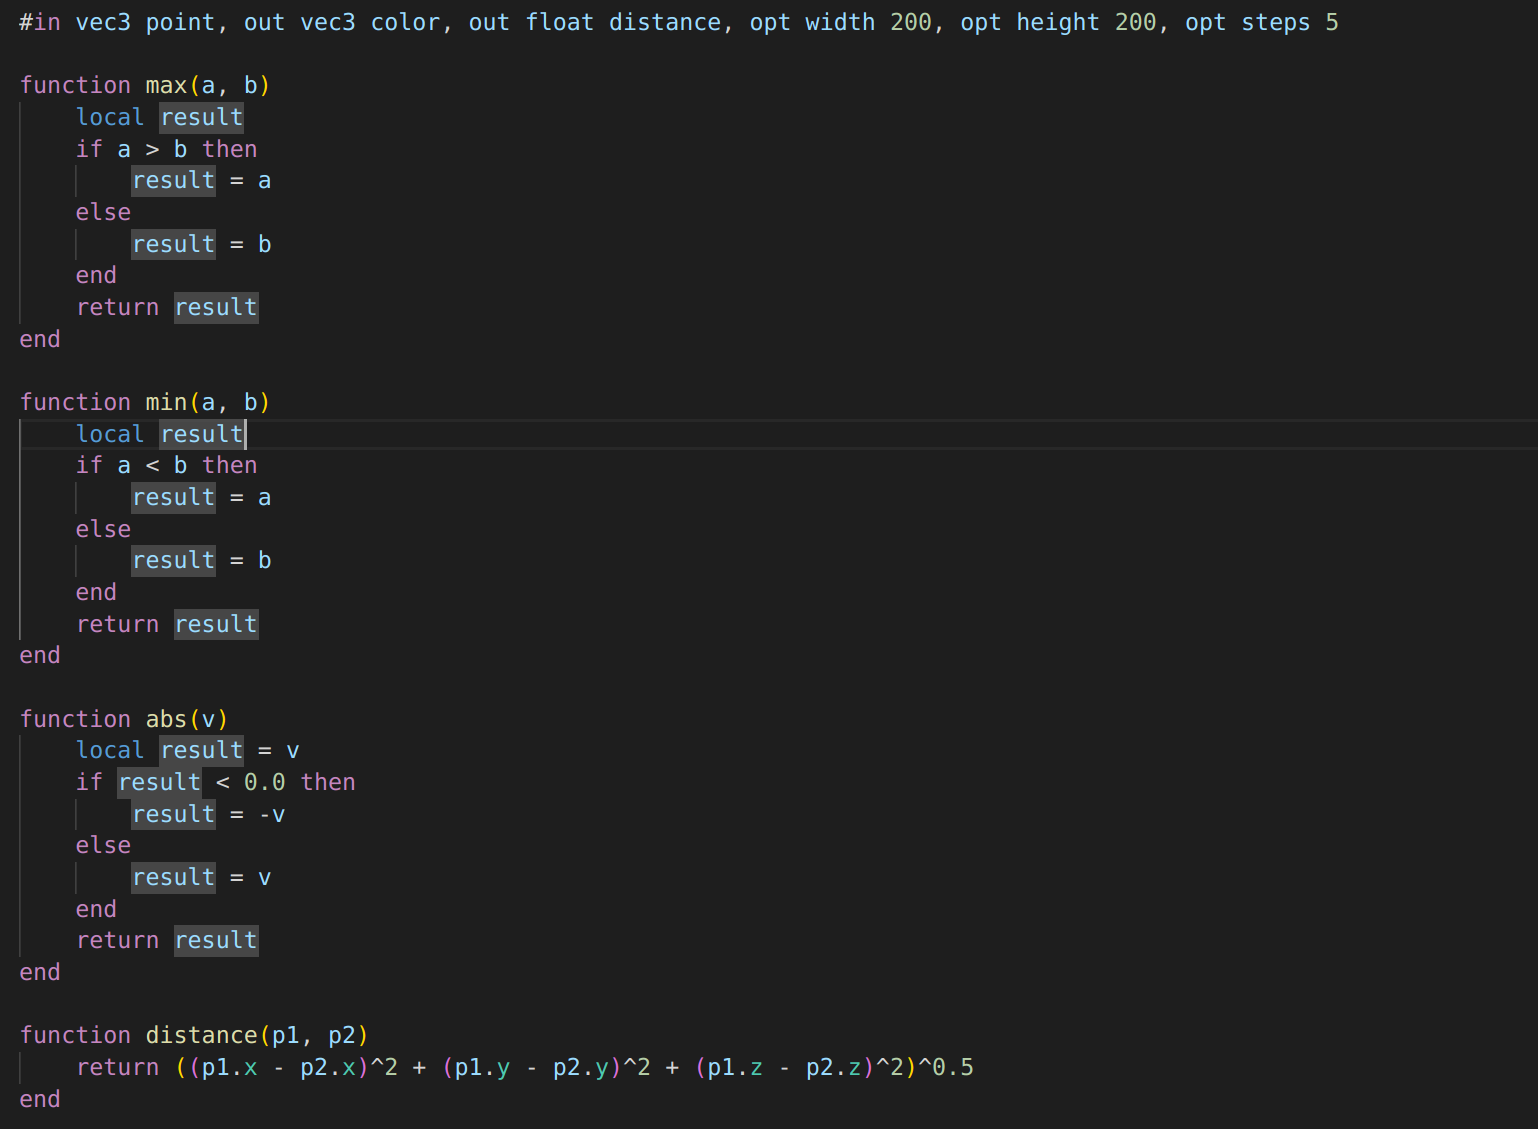 #in vec3 point, out vec3 color, out float distance, opt width 200, opt height 200, opt steps 5

function max(a, b)
    local result
    if a > b then
        result = a
    else
        result = b
    end
    return result
end

function min(a, b)
    local result
    if a < b then
        result = a
    else
        result = b
    end
    return result
end

function abs(v)
    local result = v
    if result < 0.0 then
        result = -v
    else
        result = v
    end
    return result
end

function distance(p1, p2)
    return ((p1.x - p2.x)^2 + (p1.y - p2.y)^2 + (p1.z - p2.z)^2)^0.5
end